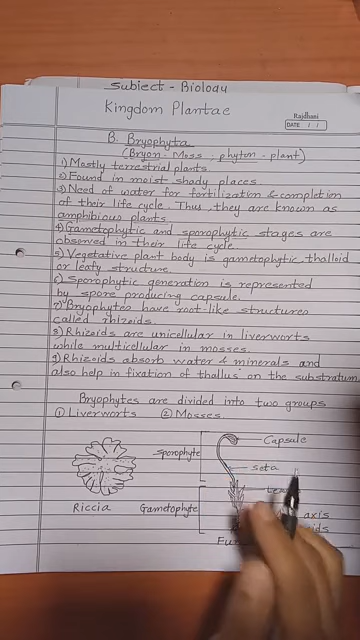 Subject - Biology
Kingdom Plantae
Rajdhani
DATE / /
B. Bryophyta
(Bryon - Moss ; phyton - plant)
1) Mostly terrestrial plants
2) Found in moist shady places.
3) Need of water for fertilization & completion
of their life cycle. Thus, they are known as
amphibious plants
4) Gametophytic and sporophytic stages are
observed in their life cycle
5) Vegetative plant body is gametophytic thalloid
or leafy structure.
6) Sporophytic generation is represented
by spore producing capsule.
7) Bryophytes have root-like structures
called rhizoids.
8) Rhizoids are unicellular in liverworts
while multicellular in mosses.
9) Rhizoids absorb water & minerals and
also help in fixation of thallus on the substratum.
Bryophytes are divided into two groups
① Liverworts ② Mosses
Sporophyte
Capsule
seta
Riccia
Gametophyte
axis